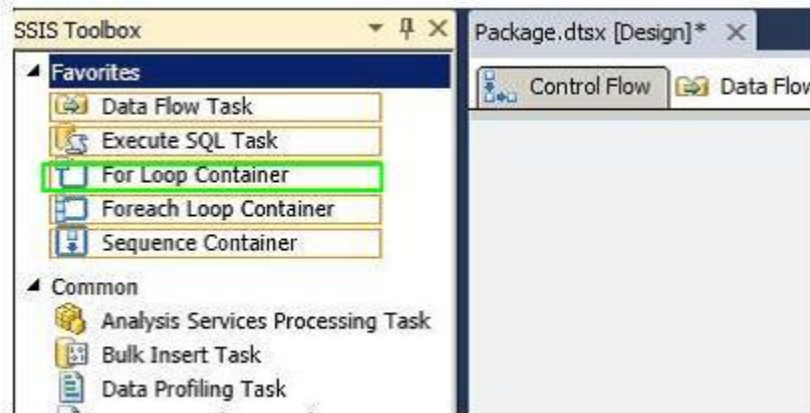 SSIS Toolbox
Package.dtsx [Design]*
Favorites
Control Flow
Data Flow
Data Flow Task
Execute SQL Task
For Loop Container
Foreach Loop Container
Sequence Container
Common
Analysis Services Processing Task
Bulk Insert Task
Data Profiling Task